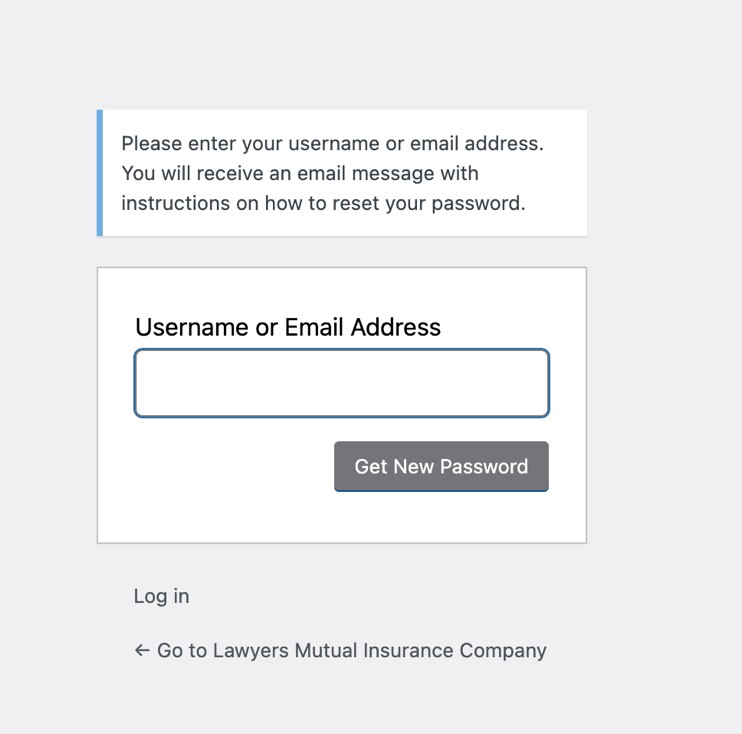 Please enter your username or email address.
You will receive an email message with
instructions on how to reset your password.
Username or Email Address
Get New Password
Log in
← Go to Lawyers Mutual Insurance Company